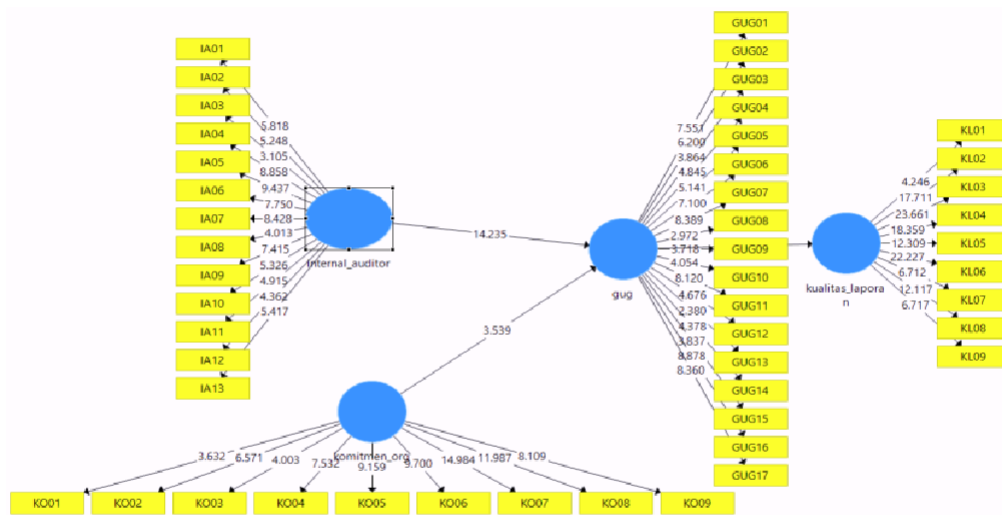 IA01
IA02
IA03
IA04
IA05
IA06
IA07
IA08
IA09
IA10
IA11
IA12
IA13
5.818
5.248
3.105
8.858
9.437
7.750
8.428
4.013
7.415
5.326
4.915
4.362
5.417
internal_auditor
14.235
3.539
komitmen_org
3.632
6.571
4.003
7.532
9.159
9.700
14.984
11.987
8.109
KO01
KO02
KO03
KO04
KO05
KO06
KO07
KO08
KO09
gug
7.551
6.200
3.864
4.845
5.141
7.100
8.389
2.972
3.718
4.054
8.120
4.676
2.380
4.378
3.837
8.878
8.360
GUG01
GUG02
GUG03
GUG04
GUG05
GUG06
GUG07
GUG08
GUG09
GUG10
GUG11
GUG12
GUG13
GUG14
GUG15
GUG16
GUG17
kualitas_lapora
n
4.246
17.711
23.661
18.359
12.309
22.227
6.712
12.117
6.717
KL01
KL02
KL03
KL04
KL05
KL06
KL07
KL08
KL09